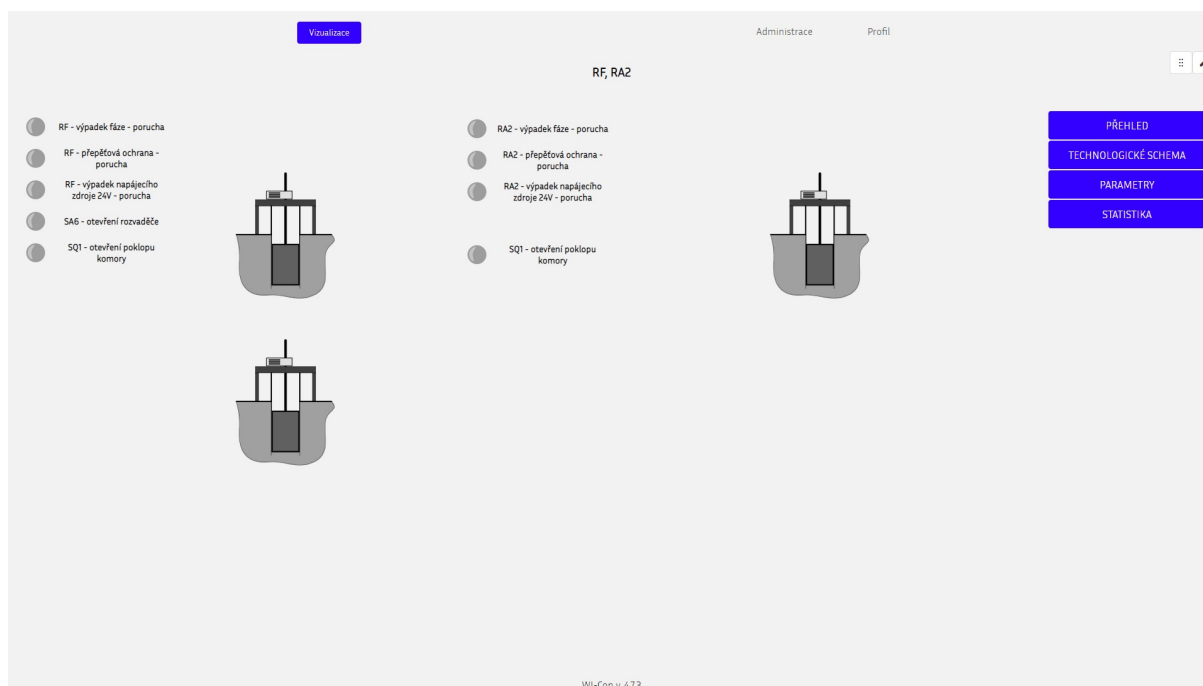 Vizualizace
Administrace
Profil
RF, RA2
RF - výpadek fáze - porucha
RF - přepěťová ochrana -
porucha
RF - výpadek napájecího
zdroje 24V - porucha
SA6 - otevření rozvaděče
SQ1 - otevření poklopu
komory
RA2 - výpadek fáze - porucha
RA2 - přepěťová ochrana -
porucha
RA2 - výpadek napájecího
zdroje 24V - porucha
SQ1 - otevření poklopu
komory
PŘEHLED
TECHNOLOGICKÉ SCHEMA
PARAMETRY
STATISTIKA